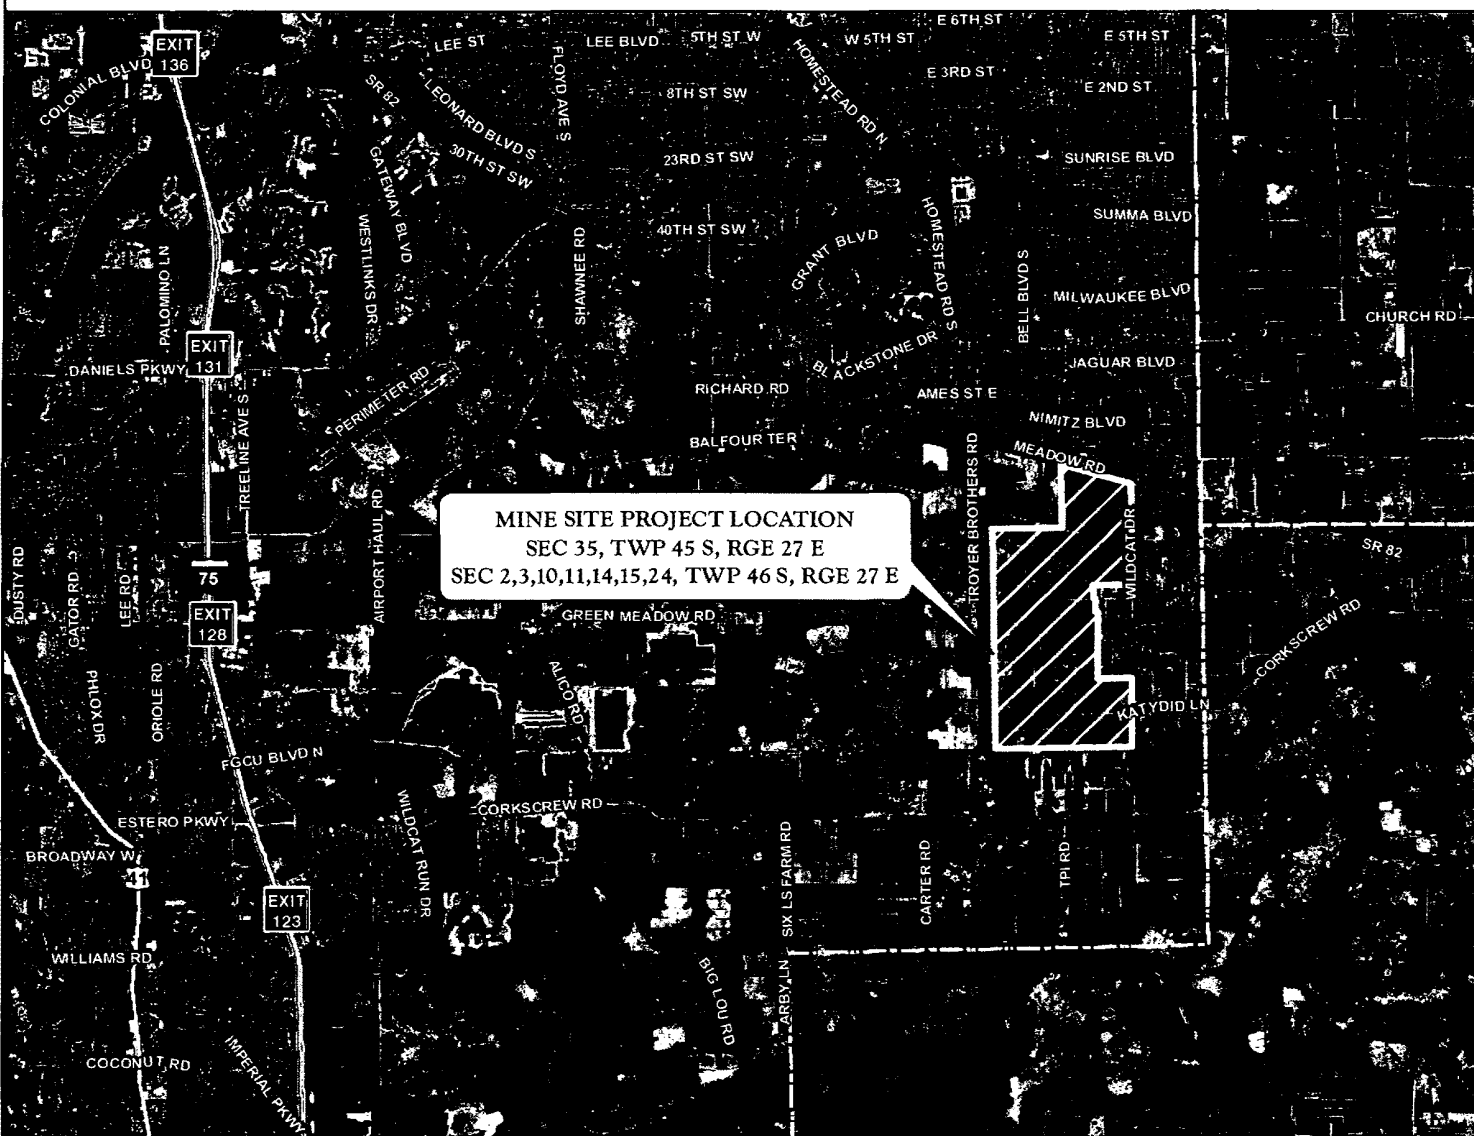 E 6TH ST
LEE ST
LEE BLVD
5TH ST W
W 5TH ST
E 5TH ST
EXIT
136
COLONIAL BLVD
SR 82
LEONARD BLVD S
FLOYD AVE S
HOMESTEAD RD N
E 3RD ST
E 2ND ST
8TH ST SW
30TH ST SW
GATEWAY BLVD
23RD ST SW
SUNRISE BLVD
WESTLINKS DR
SHAWNEE RD
40TH ST SW
GRANT BLVD
HOMESTEAD RD S
SUMMA BLVD
PALOMINO LN
BELL BLVD S
MILWAUKEE BLVD
CHURCH RD
EXIT
131
DANIELS PKWY
PERIMETER RD
BLACKSTONE DR
JAGUAR BLVD
RICHARD RD
AMES ST E
TREELINE AVE S
NIMITZ BLVD
BALFOUR TER
MEADOW RD
TROYER BROTHERS RD
AIRPORT HAUL RD
WILDCAT DR
MINE SITE PROJECT LOCATION
SEC 35, TWP 45 S, RGE 27 E
SEC 2,3,10,11,14,15,24, TWP 46 S, RGE 27 E
SR 82
DUSTY RD
GATOR RD
LEE RD
75
EXIT
128
GREEN MEADOW RD
CORKSCREW RD
PHLOX DR
ORIOLE RD
ALICO RD
KATYDID LN
FGCU BLVD N
CORKSCREW RD
ESTERO PKWY
WILDCAT RUN DR
BROADWAY W
41
SIX LS FARM RD
CARTER RD
TPI RD
EXIT
123
WILLIAMS RD
BIG LOU RD
ARBY LN
COCONUT RD
IMPERIAL PKWY